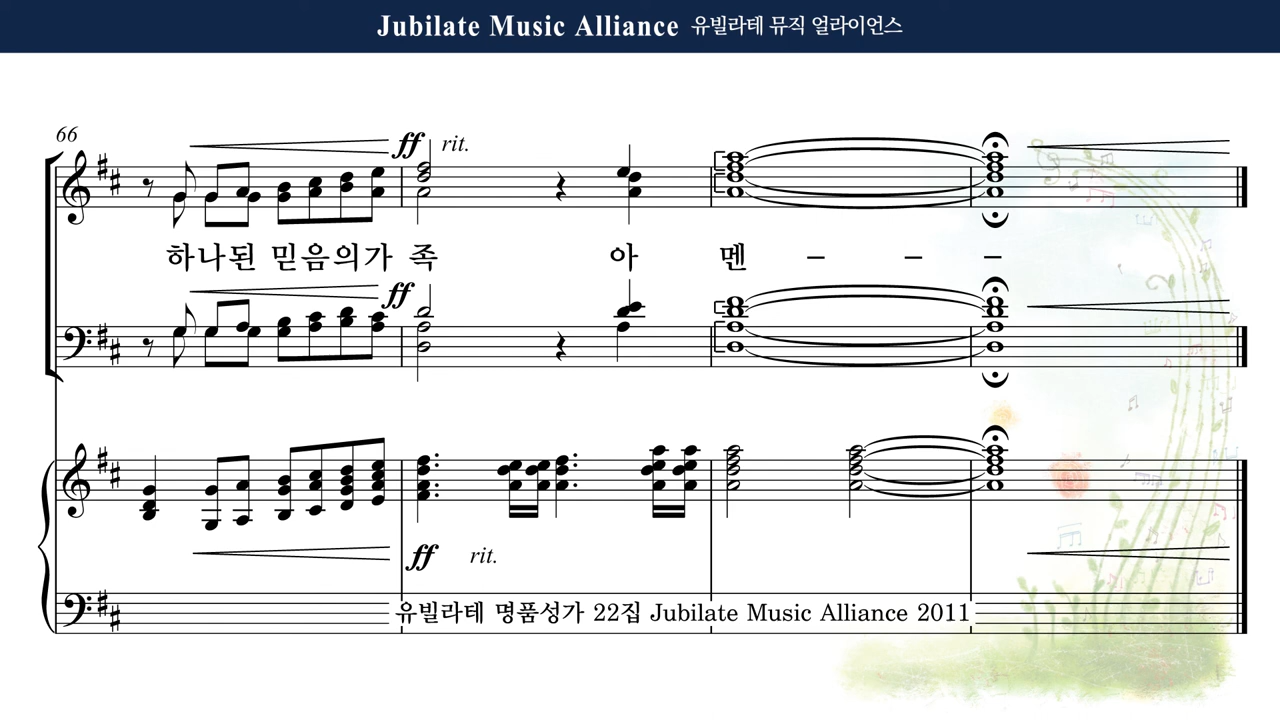 Jubilate Music Alliance 유빌라테 뮤직 얼라이언스
66
ff rit.
하나된 믿음의가 족 아 멘 – – –
ff
ff rit.
유빌라테 명품성가 22집 Jubilate Music Alliance 2011